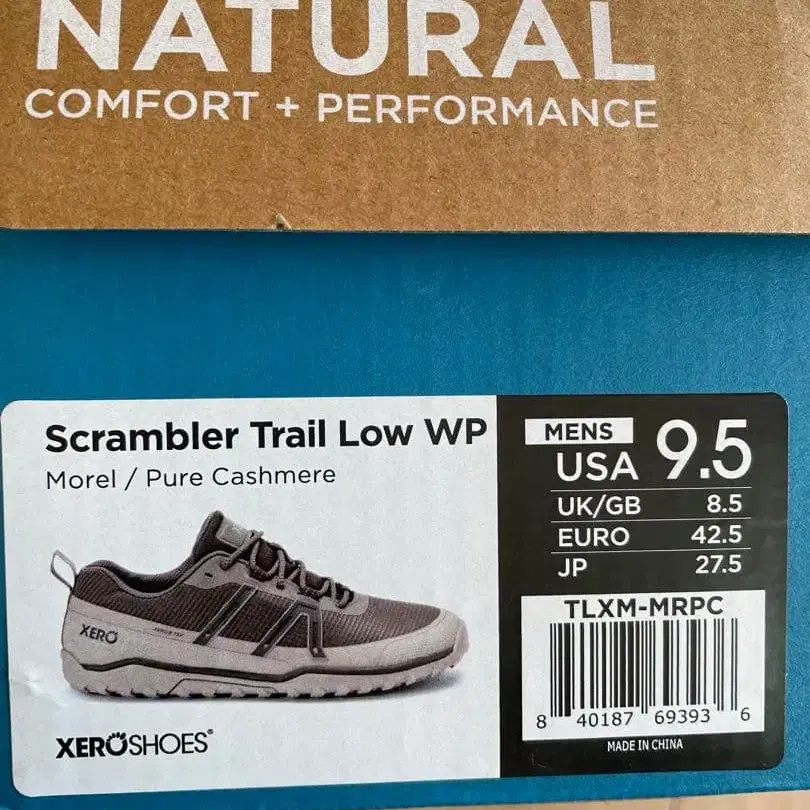 NATURAL
COMFORT + PERFORMANCE
Scrambler Trail Low WP
Morel / Pure Cashmere
XERO
XEROSHOES®
MENS
USA 9.5
UK/GB 8.5
EURO 42.5
JP 27.5
TLXM-MRPC
8 40187 69393 6
MADE IN CHINA